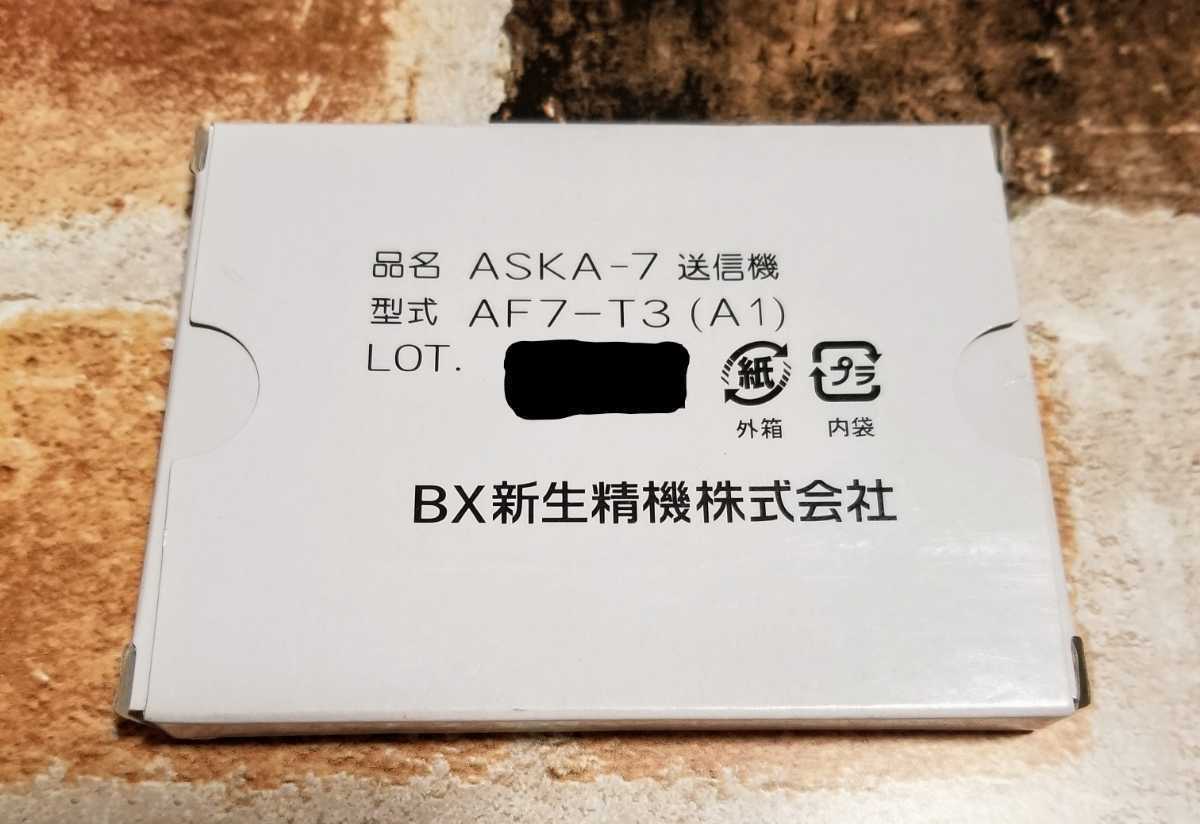 品名 ASKA-7 送信機
型式 AF7-T3(A1)
LOT.
紙 プラ
外箱 内袋
BX新生精機株式会社